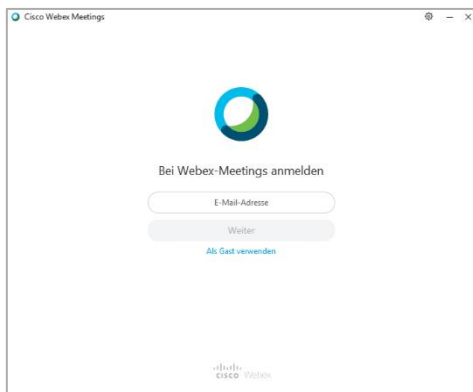 Cisco Webex Meetings
Bei Webex-Meetings anmelden
E-Mail-Adresse
Weiter
Als Gast verwenden
CISCO Webex